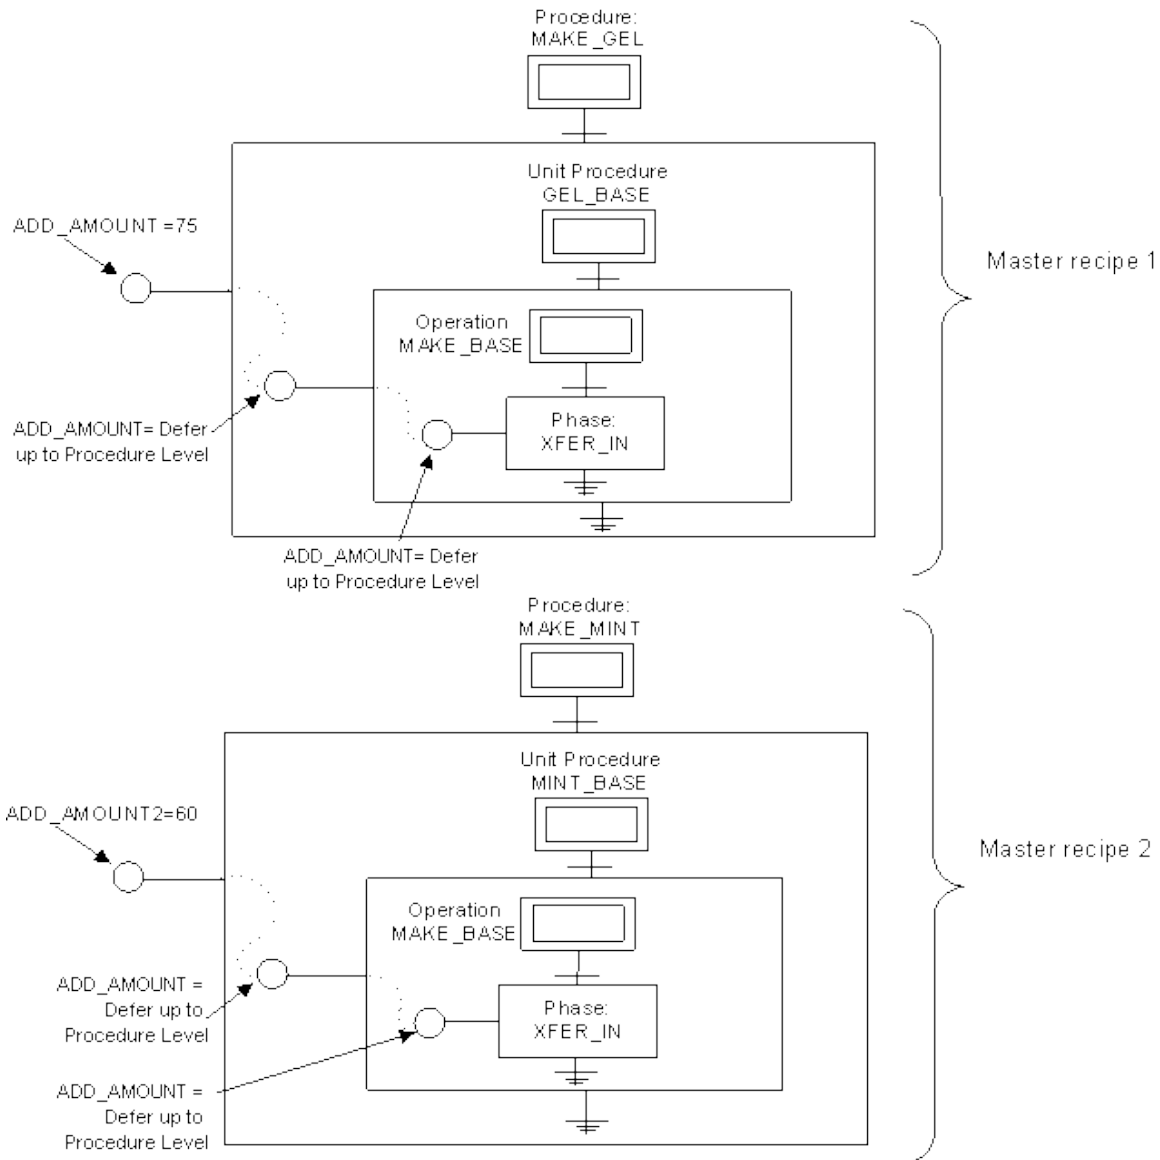 Procedure:
MAKE_GEL
Unit Procedure
GEL_BASE
ADD_AMOUNT =75
Master recipe 1
Operation
MAKE_BASE
Phase:
XFER_IN
ADD_AMOUNT= Defer
up to Procedure Level
ADD_AMOUNT= Defer
up to Procedure Level
Procedure:
MAKE_MINT
Unit Procedure
MINT_BASE
ADD_AMOUNT2=60
Master recipe 2
Operation
MAKE_BASE
Phase:
XFER_IN
ADD_AMOUNT =
Defer up to
Procedure Level
ADD_AMOUNT =
Defer up to
Procedure Level